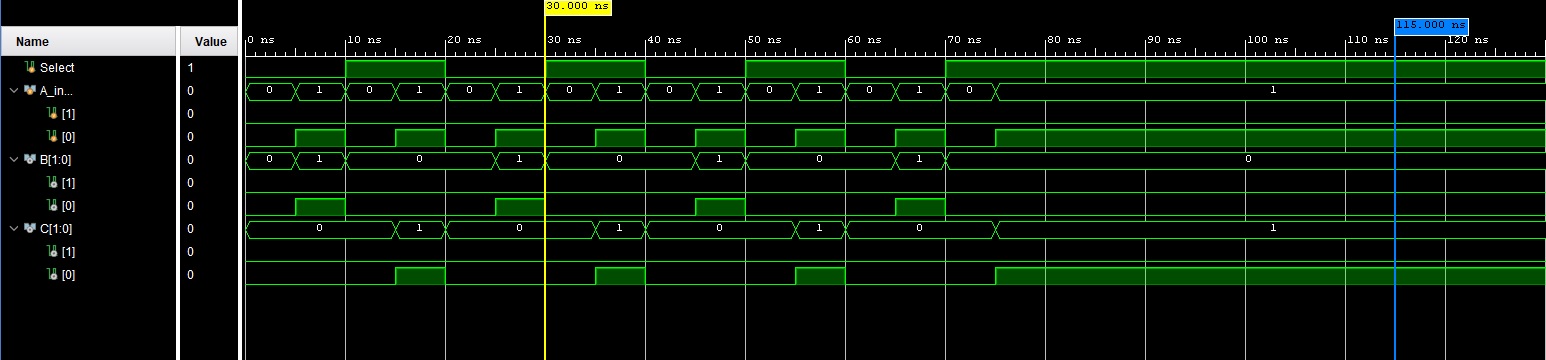 30.000 ns
115.000 ns
Name Value 0 ns 10 ns 20 ns 30 ns 40 ns 50 ns 60 ns 70 ns 80 ns 90 ns 100 ns 110 ns 120 ns
Select 1
A_in... 0 0 1 0 1 0 1 0 1 0 1 0 1 0 1 0 1
[1] 0
[0] 0
B[1:0] 0 0 1 0 1 0 1 0 1 0
[1] 0
[0] 0
C[1:0] 0 0 1 0 1 0 1 0 1
[1] 0
[0] 0